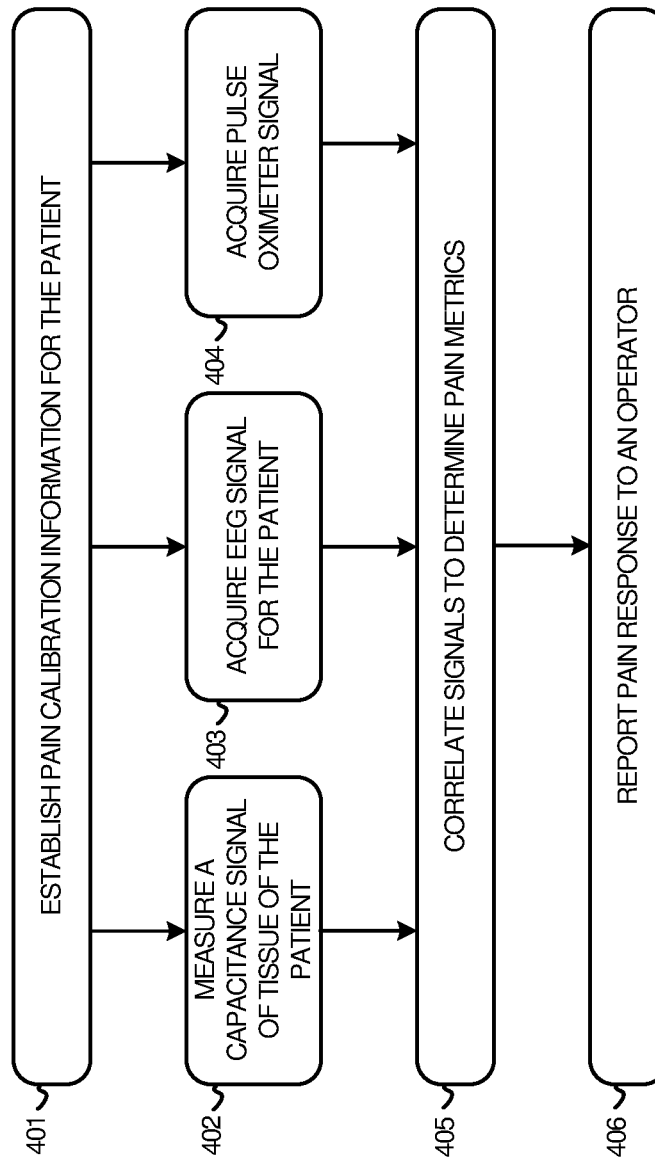 401
ESTABLISH PAIN CALIBRATION INFORMATION FOR THE PATIENT
402
MEASURE A
CAPACITANCE SIGNAL
OF TISSUE OF THE
PATIENT
403
ACQUIRE EEG SIGNAL
FOR THE PATIENT
404
ACQUIRE PULSE
OXIMETER SIGNAL
405
CORRELATE SIGNALS TO DETERMINE PAIN METRICS
406
REPORT PAIN RESPONSE TO AN OPERATOR